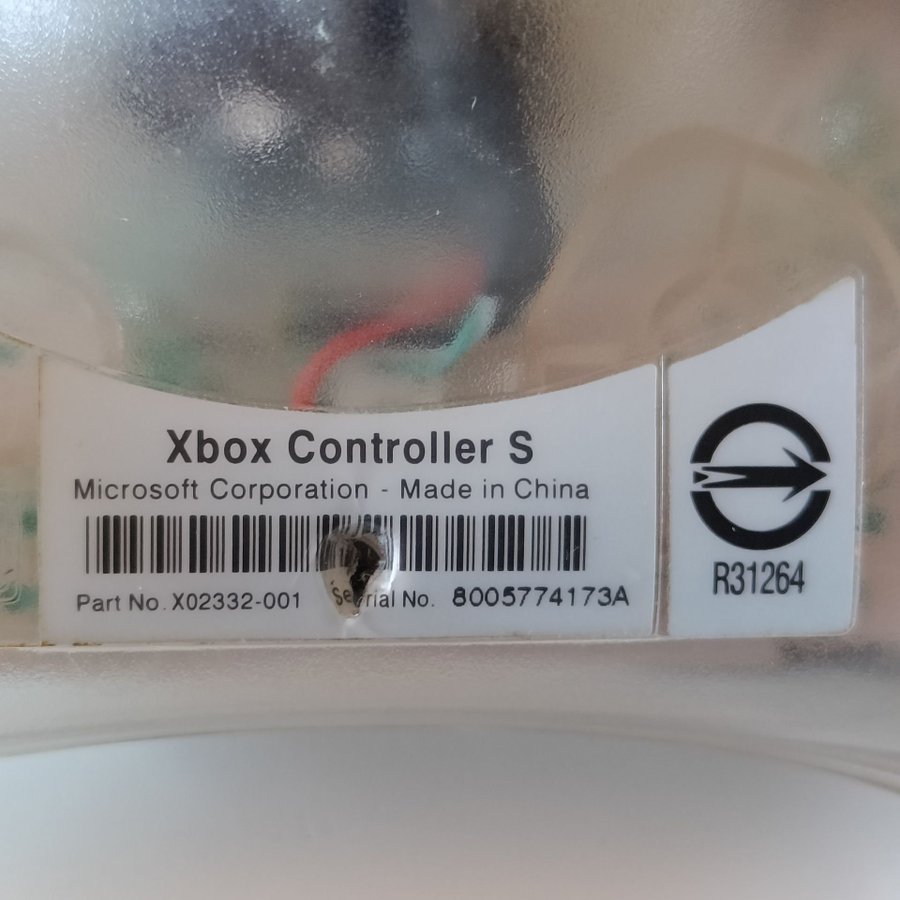 Xbox Controller S
Microsoft Corporation - Made in China
Part No. X02332-001 Serial No. 8005774173A
R31264